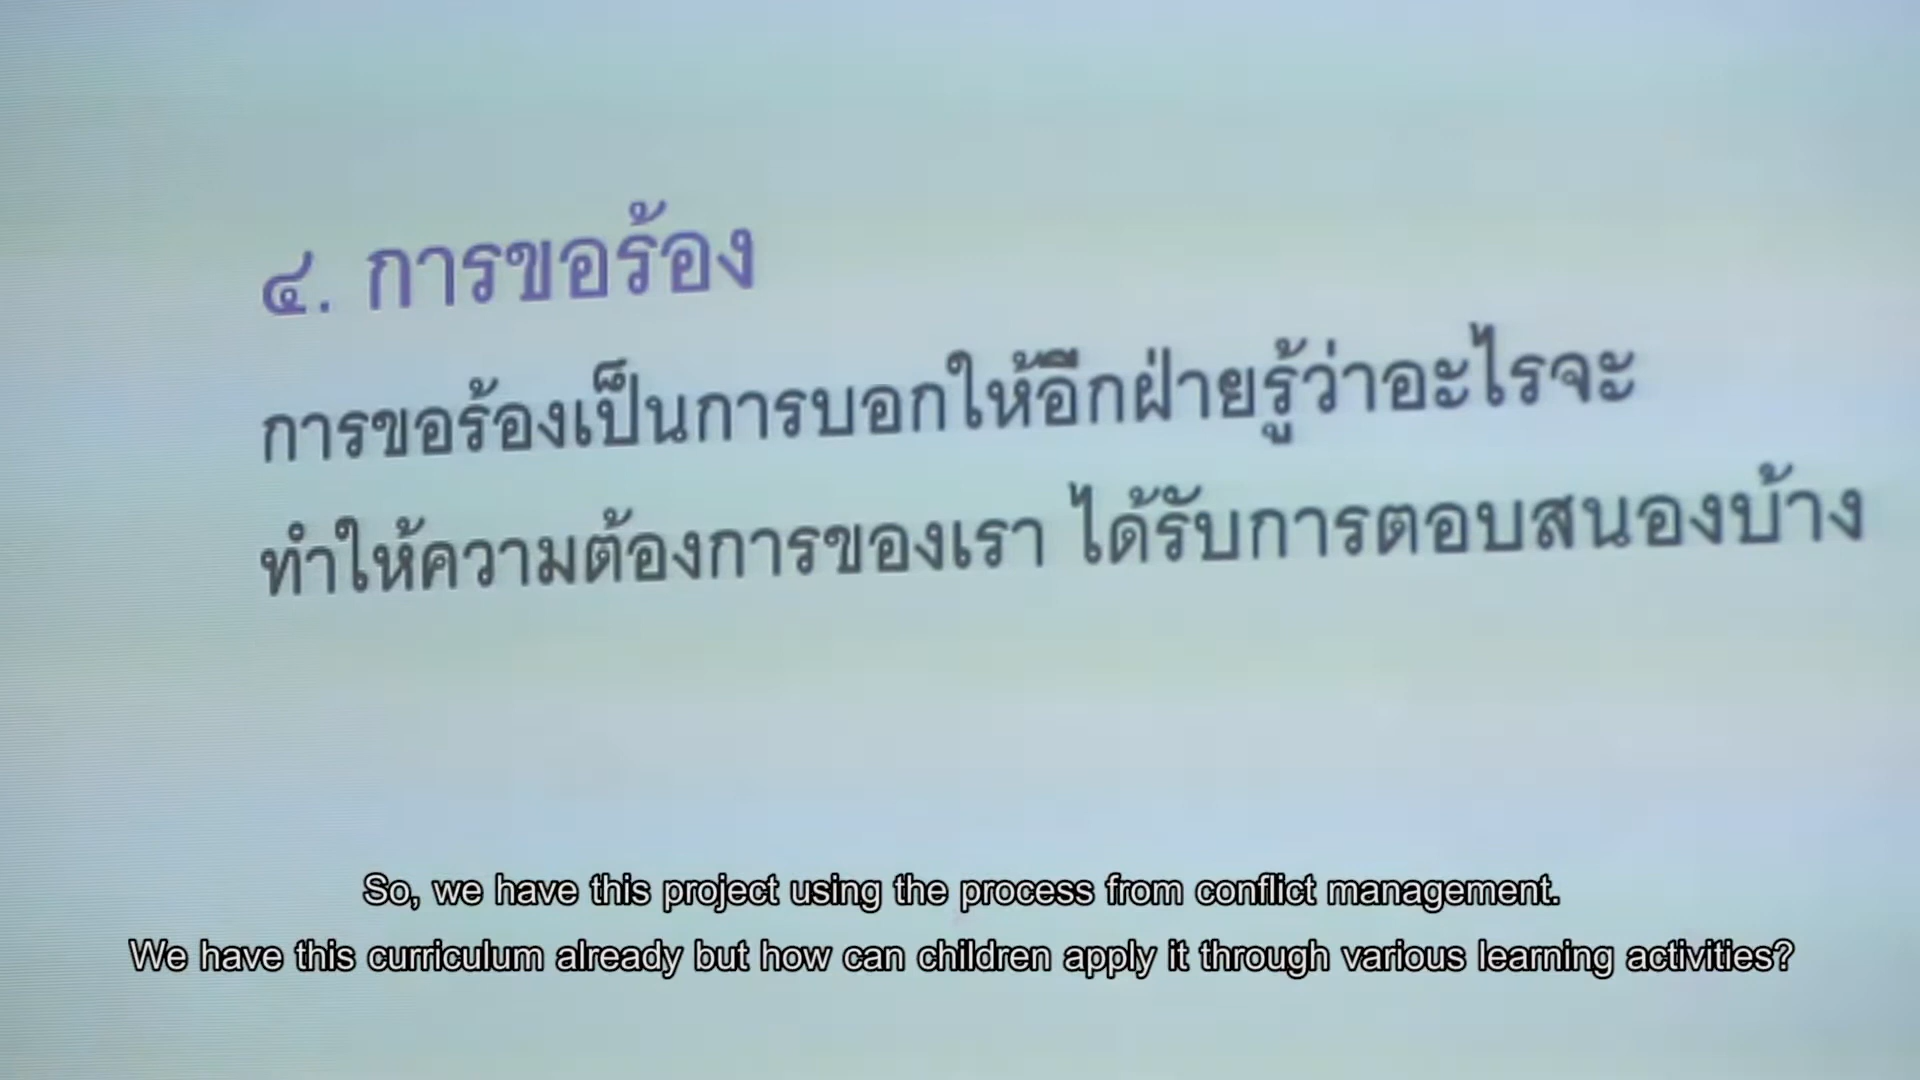 ๔. การขอร้อง
การขอร้องเป็นการบอกให้อีกฝ่ายรู้ว่าอะไรจะ
ทำให้ความต้องการของเรา ได้รับการตอบสนองบ้าง
So, we have this project using the process from conflict management.
We have this curriculum already but how can children apply it through various learning activities?